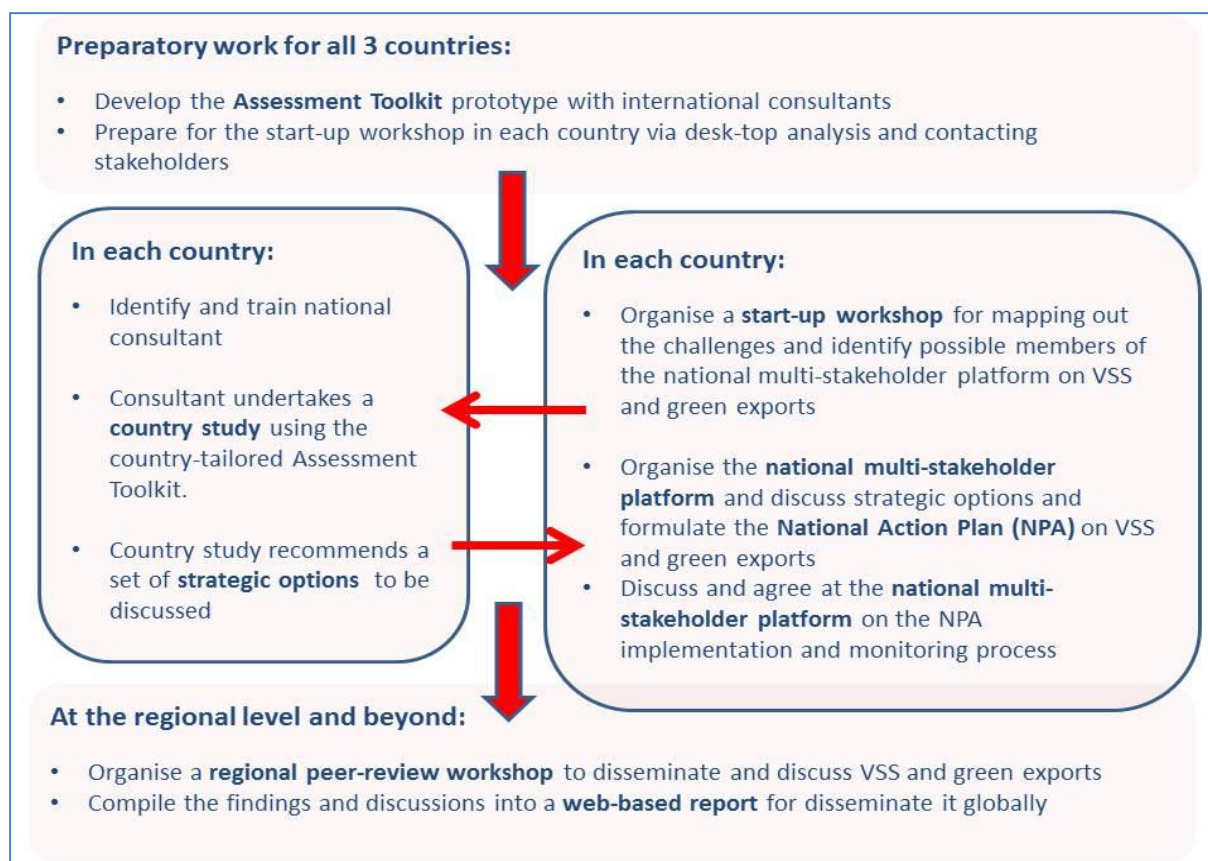 Preparatory work for all 3 countries:
• Develop the Assessment Toolkit prototype with international consultants
• Prepare for the start-up workshop in each country via desk-top analysis and contacting
stakeholders
In each country:
• Identify and train national
consultant
• Consultant undertakes a
country study using the
country-tailored Assessment
Toolkit.
• Country study recommends a
set of strategic options to be
discussed
In each country:
• Organise a start-up workshop for mapping out
the challenges and identify possible members of
the national multi-stakeholder platform on VSS
and green exports
• Organise the national multi-stakeholder
platform and discuss strategic options and
formulate the National Action Plan (NPA) on VSS
and green exports
• Discuss and agree at the national multi-
stakeholder platform on the NPA
implementation and monitoring process
At the regional level and beyond:
• Organise a regional peer-review workshop to disseminate and discuss VSS and green exports
• Compile the findings and discussions into a web-based report for disseminate it globally